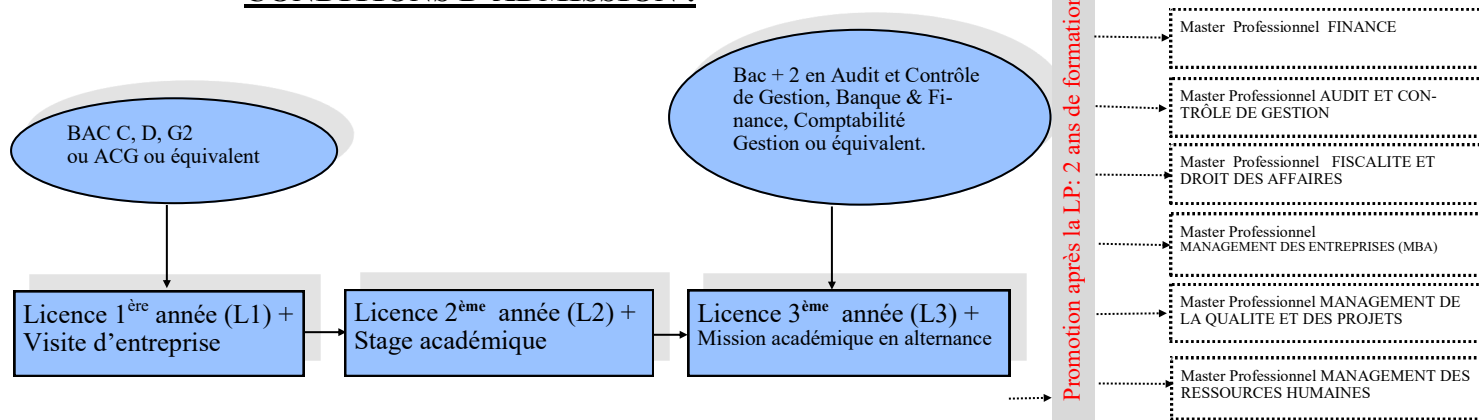 CONDITIONS D'ADMISSION :
BAC C, D, G2
ou ACG ou équivalent
Bac + 2 en Audit et Contrôle
de Gestion, Banque & Fi-
nance, Comptabilité
Gestion ou équivalent.
Licence 1ère année (L1) +
Visite d'entreprise
Licence 2ème année (L2) +
Stage académique
Licence 3ème année (L3) +
Mission académique en alternance
Promotion après la LP: 2 ans de formation
Master Professionnel FINANCE
Master Professionnel AUDIT ET CON-
TRÔLE DE GESTION
Master Professionnel FISCALITE ET
DROIT DES AFFAIRES
Master Professionnel
MANAGEMENT DES ENTREPRISES (MBA)
Master Professionnel MANAGEMENT DE
LA QUALITE ET DES PROJETS
Master Professionnel MANAGEMENT DES
RESSOURCES HUMAINES